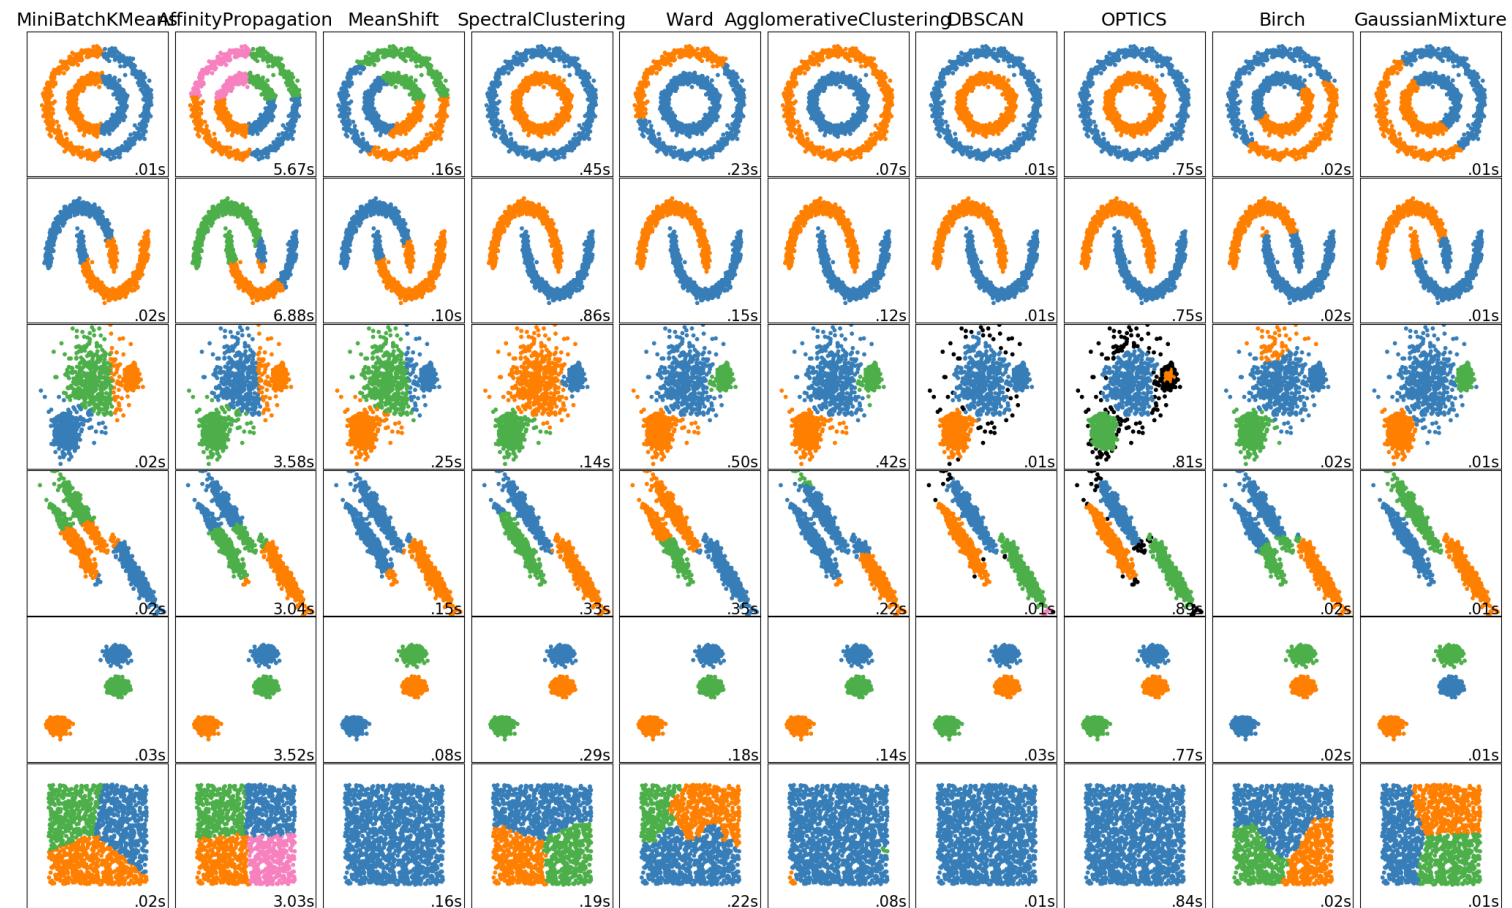 MiniBatchKMeans AffinityPropagation MeanShift SpectralClustering Ward AgglomerativeClustering DBSCAN OPTICS Birch GaussianMixture
.01s 5.67s .16s .45s .23s .07s .01s .75s .02s .01s
.02s 6.88s .10s .86s .15s .12s .01s .75s .02s .01s
.02s 3.58s .25s .14s .50s .42s .01s .81s .02s .01s
.02s 3.04s .15s .33s .35s .22s .01s .89s .02s .01s
.03s 3.52s .08s .29s .18s .14s .03s .77s .02s .01s
.02s 3.03s .16s .19s .22s .08s .01s .84s .02s .01s